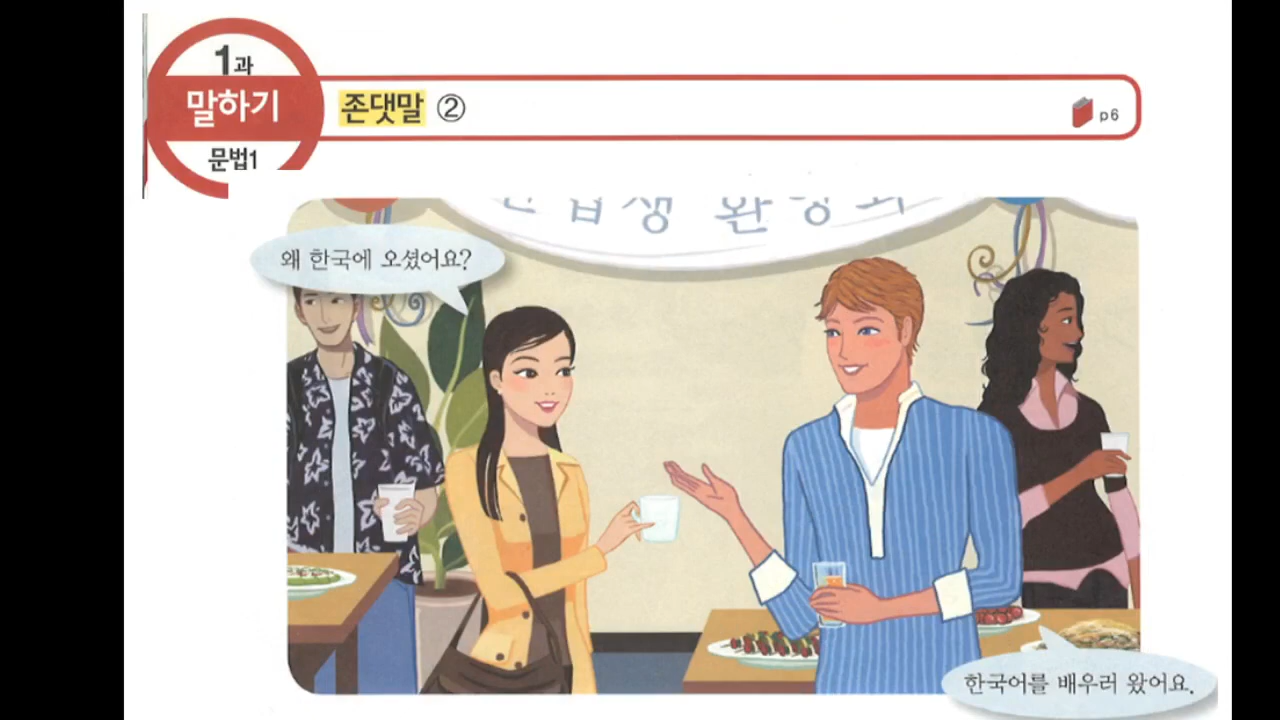 1과
말하기
문법1
존댓말 ②
p6
왜 한국에 오셨어요?
한국어를 배우러 왔어요.